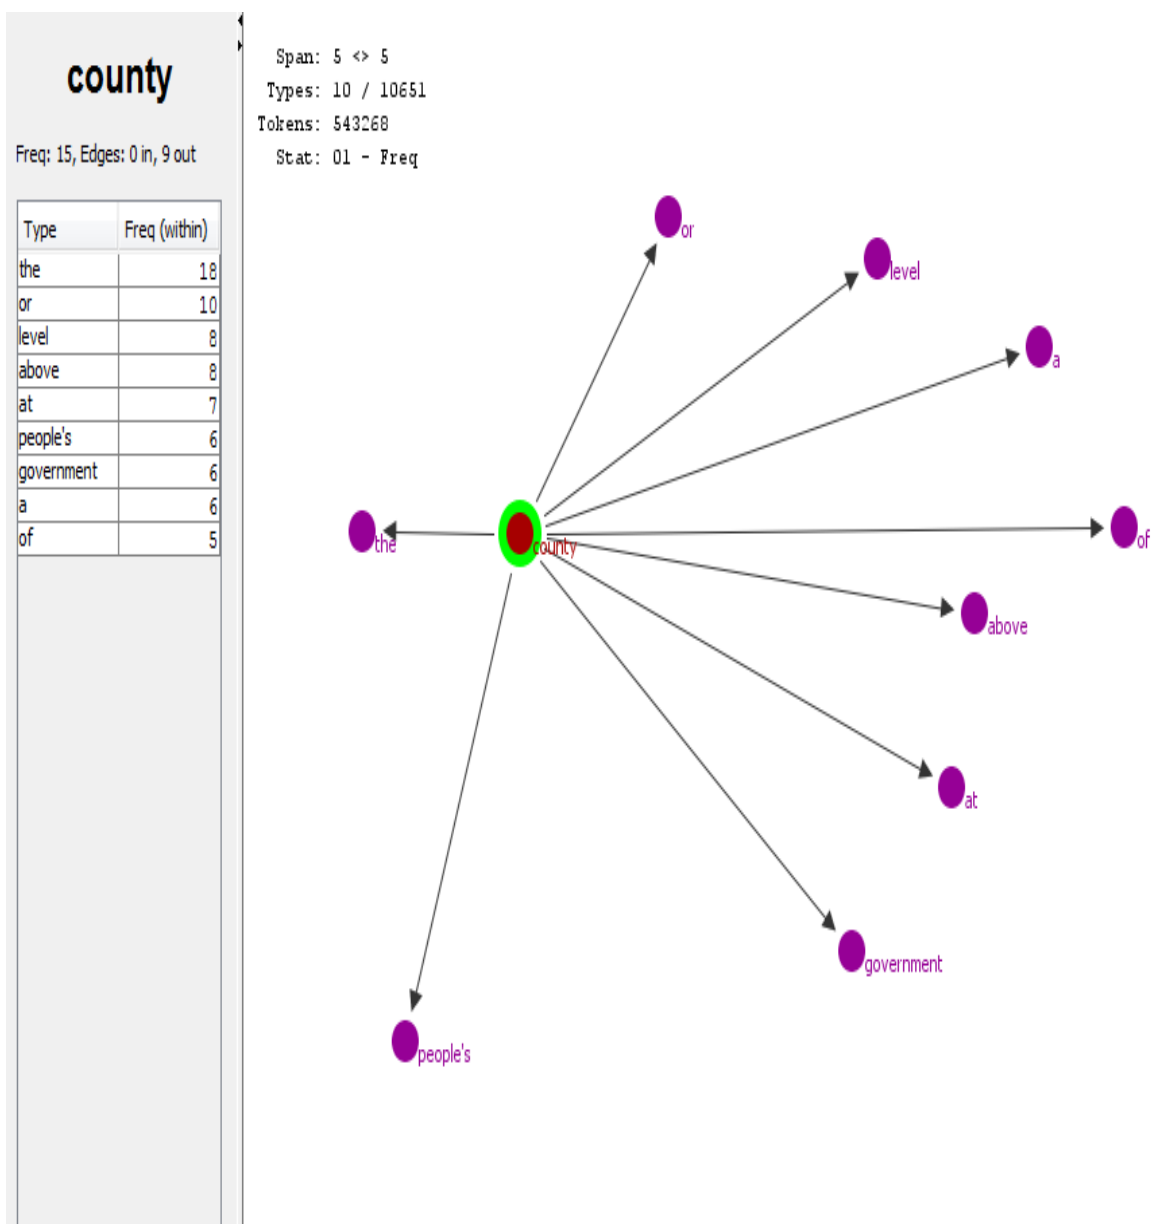 county
Freq: 15, Edges: 0 in, 9 out
Type Freq (within)
the 18
or 10
level 8
above 8
at 7
people's 6
government 6
a 6
of 5
Span: 5 <> 5
Types: 10 / 10651
Tokens: 543268
Stat: 01 - Freq
or
level
a
of
the
county
above
at
government
people's